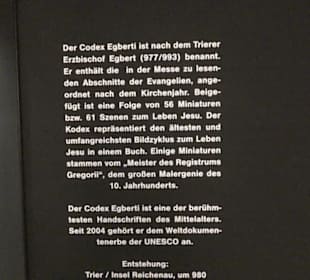 Der Codex Egberti ist nach dem Trierer
Erzbischof Egbert (977/993) benannt.
Er enthält die in der Messe zu lesen-
den Abschnitte der Evangelien, ange-
ordnet nach dem Kirchenjahr. Beige-
fügt ist eine Folge von 56 Miniaturen
bzw. 61 Szenen zum Leben Jesu. Der
Kodex repräsentiert den ältesten und
umfangreichsten Bildzyklus zum Leben
Jesu in einem Buch. Einige Miniaturen
stammen vom „Meister des Registrums
Gregorii“, dem großen Malergenie des
10. Jahrhunderts.
Der Codex Egberti ist eine der berühm-
testen Handschriften des Mittelalters.
Seit 2004 gehört er dem Weltdokumen-
tenerbe der UNESCO an.
Entstehung:
Trier / Insel Reichenau, um 980